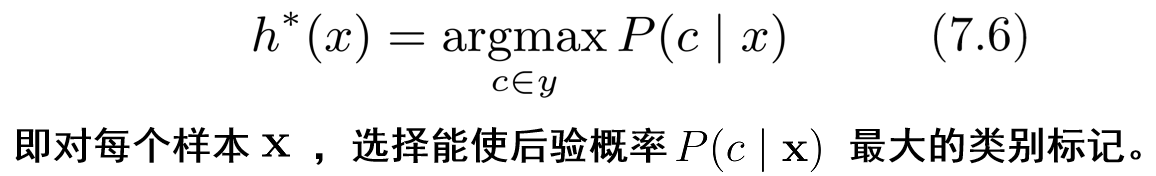 h*(x) = argmax P(c | x) (7.6)
c∈y
即对每个样本 x ，选择能使后验概率 P(c | x) 最大的类别标记。